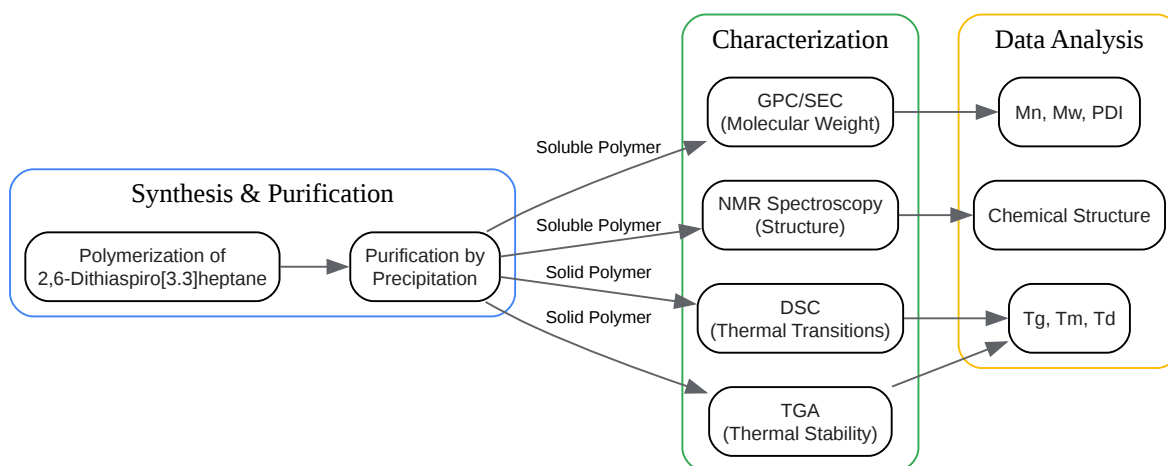 Synthesis & Purification
Polymerization of
2,6-Dithiaspiro[3.3]heptane
Purification by
Precipitation
Soluble Polymer
Soluble Polymer
Solid Polymer
Solid Polymer
Characterization
GPC/SEC
(Molecular Weight)
NMR Spectroscopy
(Structure)
DSC
(Thermal Transitions)
TGA
(Thermal Stability)
Data Analysis
Mn, Mw, PDI
Chemical Structure
Tg, Tm, Td